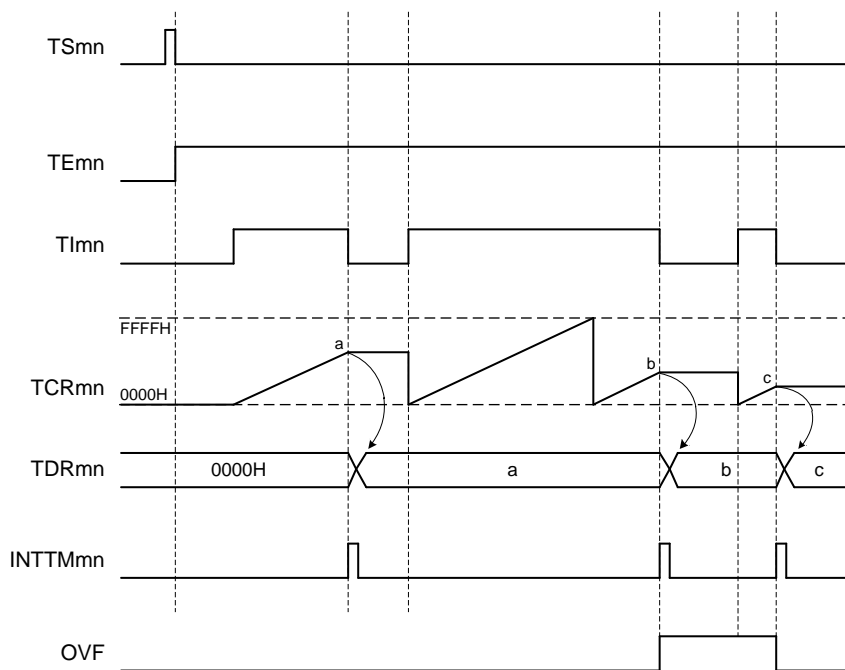 TSmn
TEmn
TImn
FFFFH
a
b
c
TCRmn
0000H
TDRmn
0000H
a
b
c
INTTMmn
OVF